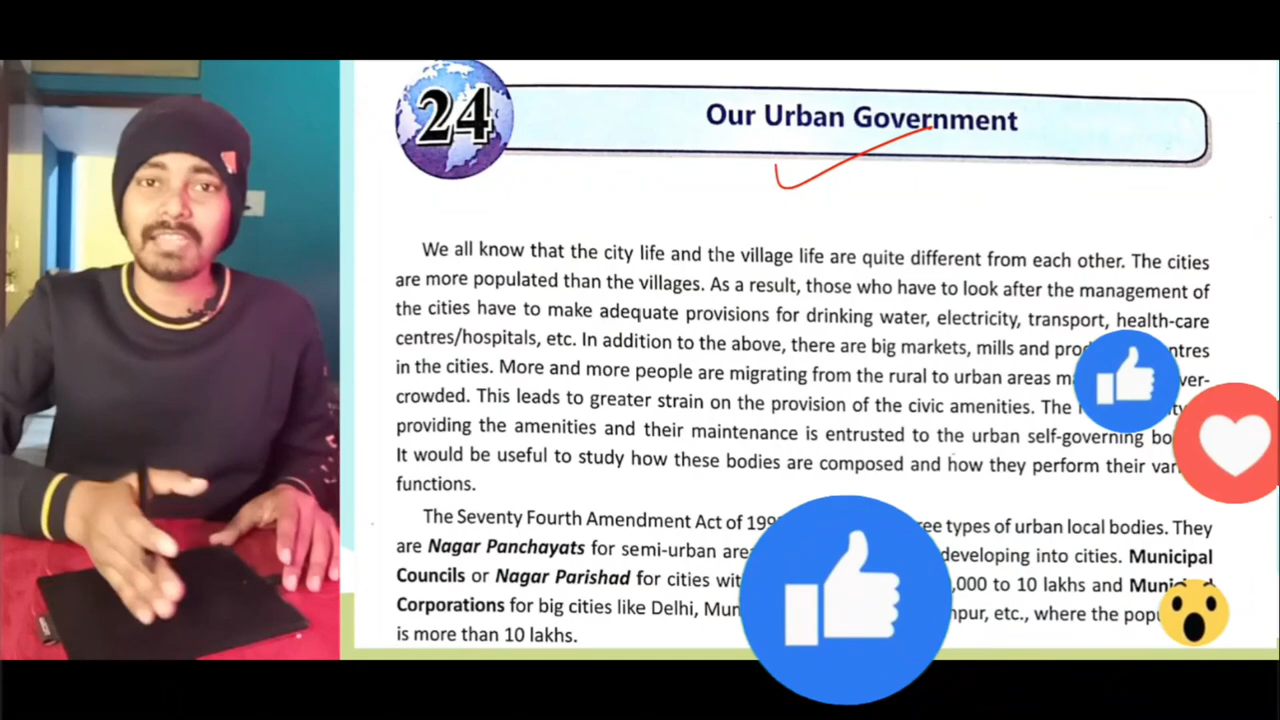 24
Our Urban Government
We all know that the city life and the village life are quite different from each other. The cities
are more populated than the villages. As a result, those who have to look after the management of
the cities have to make adequate provisions for drinking water, electricity, transport, health-care
centres/hospitals, etc. In addition to the above, there are big markets, mills and
in the cities. More and more people are migrating from the rural to urban areas
crowded. This leads to greater strain on the provision of the civic amenities. The
providing the amenities and their maintenance is entrusted to the urban self-governing
It would be useful to study how these bodies are composed and how they perform their
functions.
The Seventy Fourth Amendment Act of types of urban local bodies. They
are Nagar Panchayats for semi-urban developing into cities. Municipal
Councils or Nagar Parishad for cities to 10 lakhs and
Corporations for big cities like Delhi, etc., where the
is more than 10 lakhs.